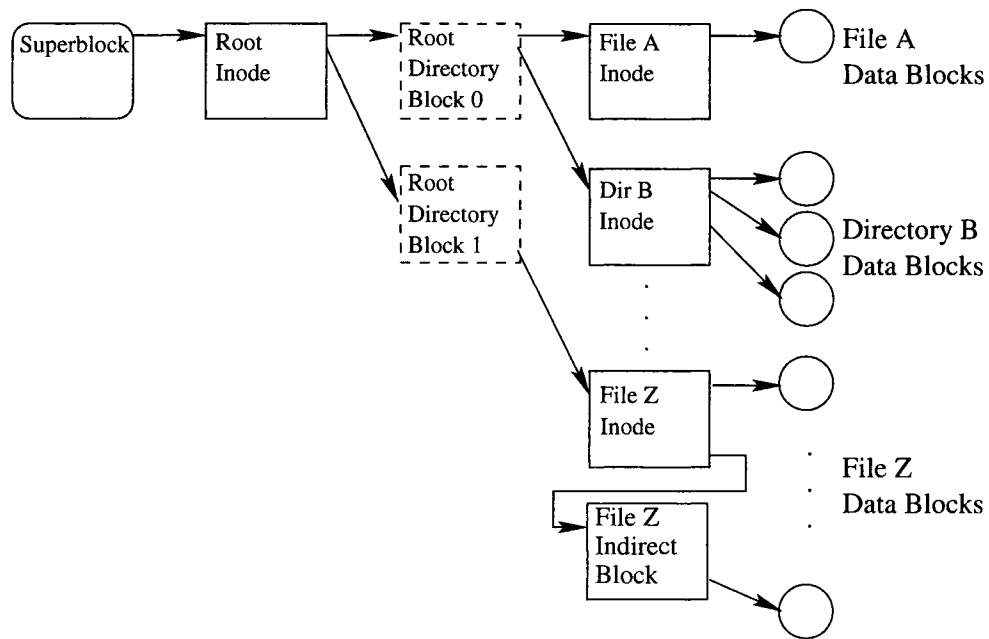 Superblock
Root
Inode
Root
Directory
Block 0
File A
Inode
File A
Data Blocks
Root
Directory
Block 1
Dir B
Inode
Directory B
Data Blocks
File Z
Inode
File Z
Data Blocks
File Z
Indirect
Block